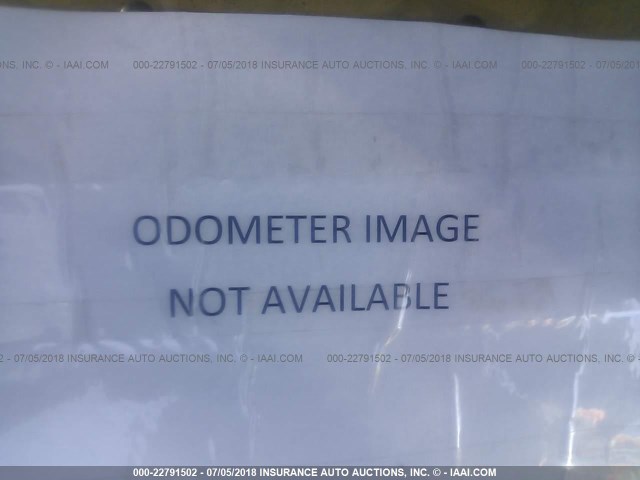 NS, INC. © - IAAI.COM 000-22791502 - 07/05/2018 INSURANCE AUTO AUCTIONS, INC. © - IAAI.COM 000-22791502 - 07/05/2018
ODOMETER IMAGE
NOT AVAILABLE
2 - 07/05/2018 INSURANCE AUTO AUCTIONS, INC. © - IAAI.COM 000-22791502 - 07/05/2018 INSURANCE AUTO AUCTIONS, INC. ©
000-22791502 - 07/05/2018 INSURANCE AUTO AUCTIONS, INC. © - IAAI.COM